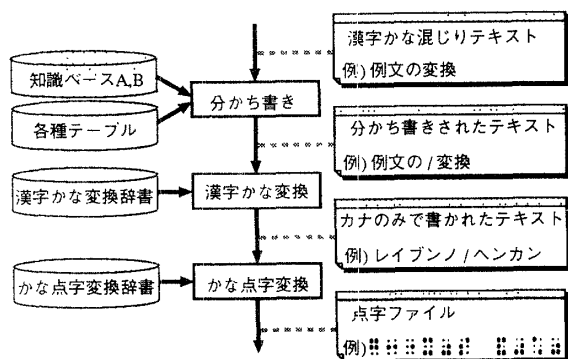 漢字かな混じりテキスト
例) 例文の変換
知識ベースA,B
各種テーブル
分かち書き
分かち書きされたテキスト
例) 例文の / 変換
漢字かな変換辞書
漢字かな変換
カナのみで書かれたテキスト
例) レイブンノ / ヘンカン
かな点字変換辞書
かな点字変換
点字ファイル
例)